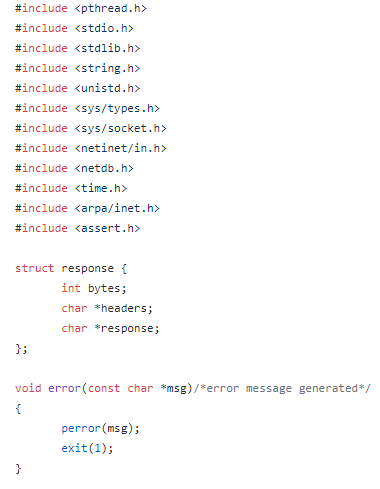 #include <pthread.h>
#include <stdio.h>
#include <stdlib.h>
#include <string.h>
#include <unistd.h>
#include <sys/types.h>
#include <sys/socket.h>
#include <netinet/in.h>
#include <netdb.h>
#include <time.h>
#include <arpa/inet.h>
#include <assert.h>
struct response {
int bytes;
char *headers;
char *response;
};
void error(const char *msg)/*error message generated*/
{
perror(msg);
exit(1);
}